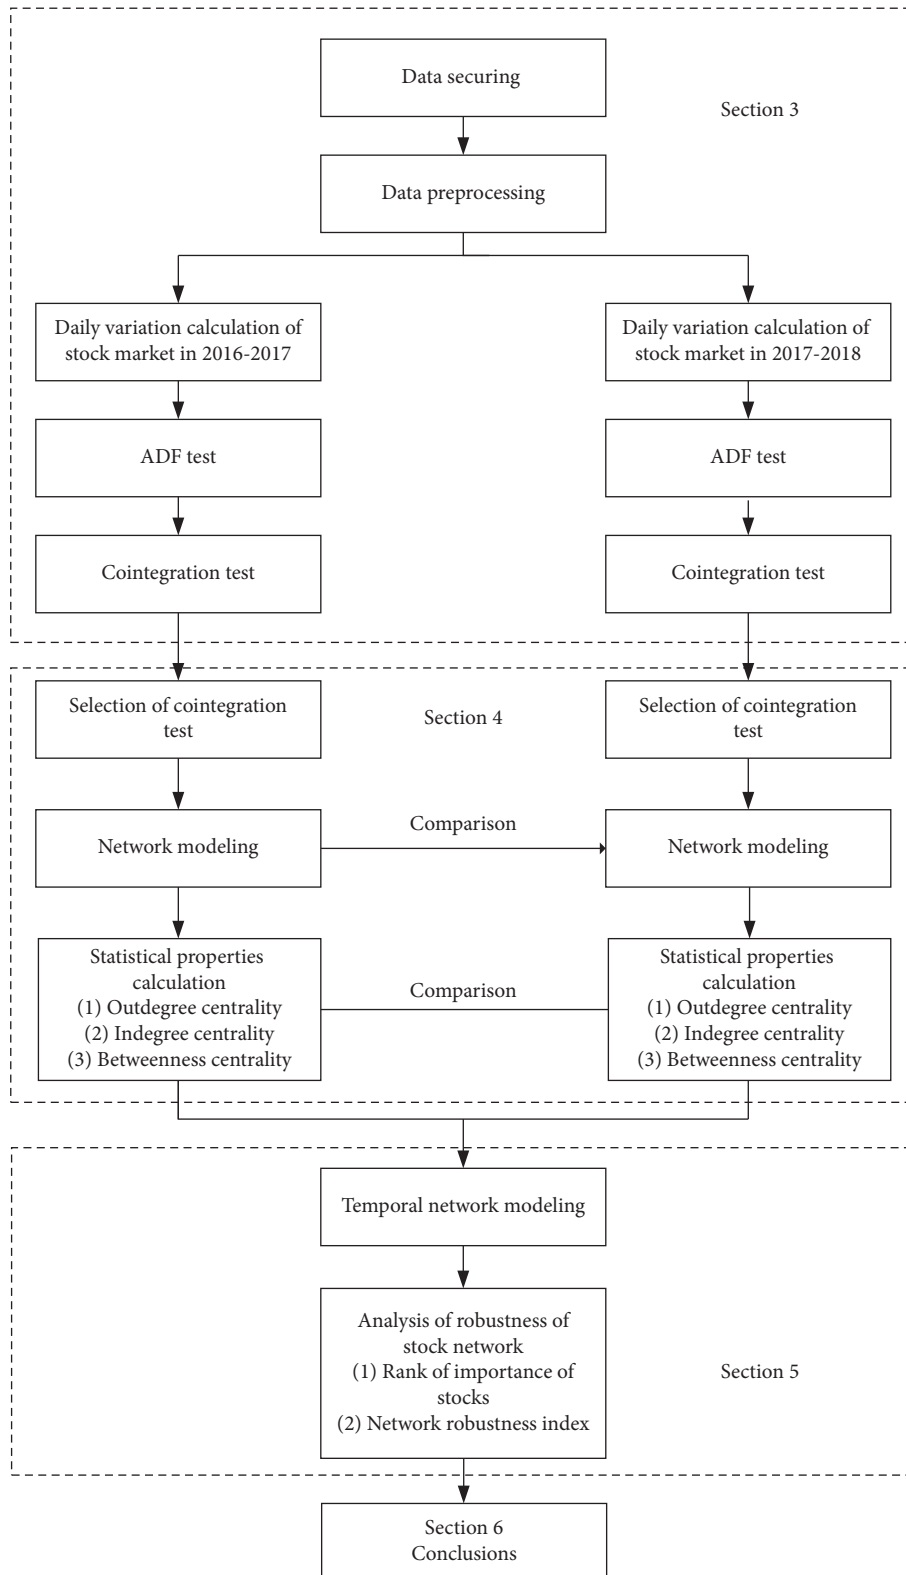 Data securing
Section 3
Data preprocessing
Daily variation calculation of
stock market in 2016-2017
Daily variation calculation of
stock market in 2017-2018
ADF test
ADF test
Cointegration test
Cointegration test
Selection of cointegration
test
Section 4
Selection of cointegration
test
Network modeling
Comparison
Network modeling
Statistical properties
calculation
(1) Outdegree centrality
(2) Indegree centrality
(3) Betweenness centrality
Comparison
Statistical properties
calculation
(1) Outdegree centrality
(2) Indegree centrality
(3) Betweenness centrality
Temporal network modeling
Analysis of robustness of
stock network
(1) Rank of importance of
stocks
(2) Network robustness index
Section 5
Section 6
Conclusions